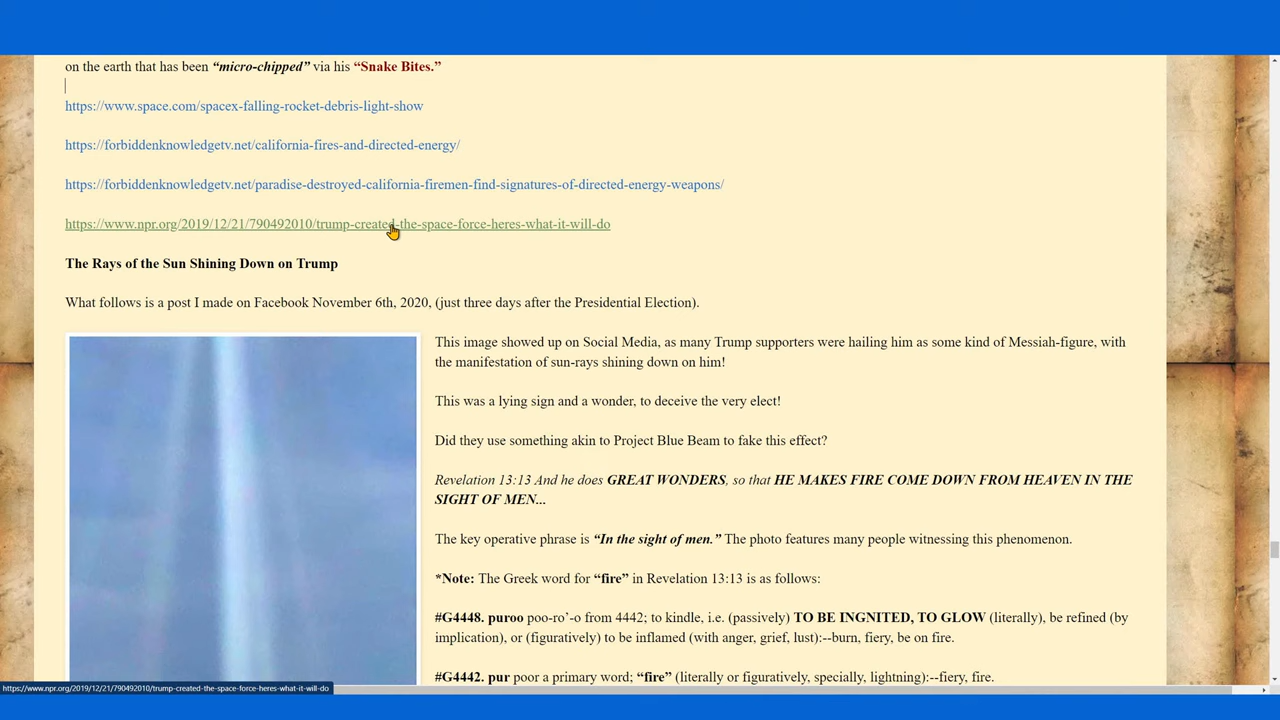 on the earth that has been “micro-chipped” via his “Snake Bites.”
https://www.space.com/spacex-falling-rocket-debris-light-show
https://forbiddenknowledgetv.net/california-fires-and-directed-energy/
https://forbiddenknowledgetv.net/paradise-destroyed-california-firemen-find-signatures-of-directed-energy-weapons/
https://www.npr.org/2019/12/21/790492010/trump-created-the-space-force-heres-what-it-will-do
The Rays of the Sun Shining Down on Trump
What follows is a post I made on Facebook November 6th, 2020, (just three days after the Presidential Election).
This image showed up on Social Media, as many Trump supporters were hailing him as some kind of Messiah-figure, with
the manifestation of sun-rays shining down on him!
This was a lying sign and a wonder, to deceive the very elect!
Did they use something akin to Project Blue Beam to fake this effect?
Revelation 13:13 And he does GREAT WONDERS, so that HE MAKES FIRE COME DOWN FROM HEAVEN IN THE
SIGHT OF MEN...
The key operative phrase is “In the sight of men.” The photo features many people witnessing this phenomenon.
*Note: The Greek word for “fire” in Revelation 13:13 is as follows:
#G4448. puroo poo-ro’-o from 4442; to kindle, i.e. (passively) TO BE INGNITED, TO GLOW (literally), be refined (by
implication), or (figuratively) to be inflamed (with anger, grief, lust):--burn, fiery, be on fire.
#G4442. pur poor a primary word; “fire” (literally or figuratively, specially, lightning):--fiery, fire.
https://www.npr.org/2019/12/21/790492010/trump-created-the-space-force-heres-what-it-will-do